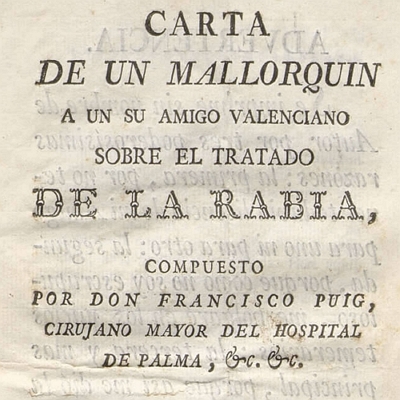 CARTA
DE UN MALLORQUIN
A UN SU AMIGO VALENCIANO
SOBRE EL TRATADO
DE LA RABIA,
COMPUESTO
POR DON FRANCISCO PUIG,
CIRUJANO MAYOR DEL HOSPITAL
DE PALMA, &c. &c.